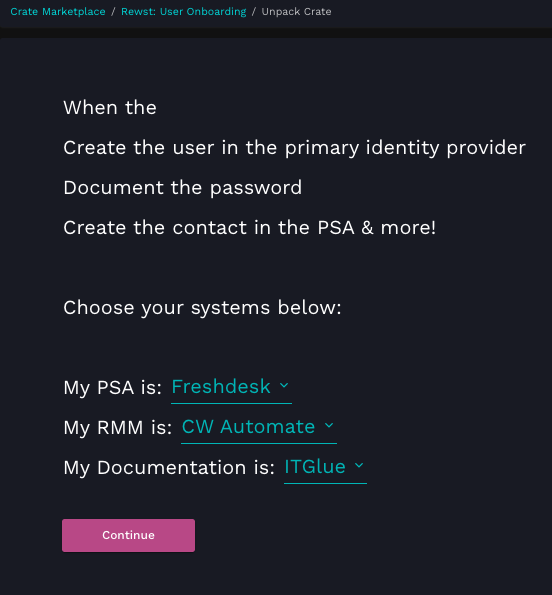 Crate Marketplace / Rewst: User Onboarding / Unpack Crate
When the
Create the user in the primary identity provider
Document the password
Create the contact in the PSA & more!
Choose your systems below:
My PSA is: Freshdesk
My RMM is: CW Automate
My Documentation is: ITGlue
Continue